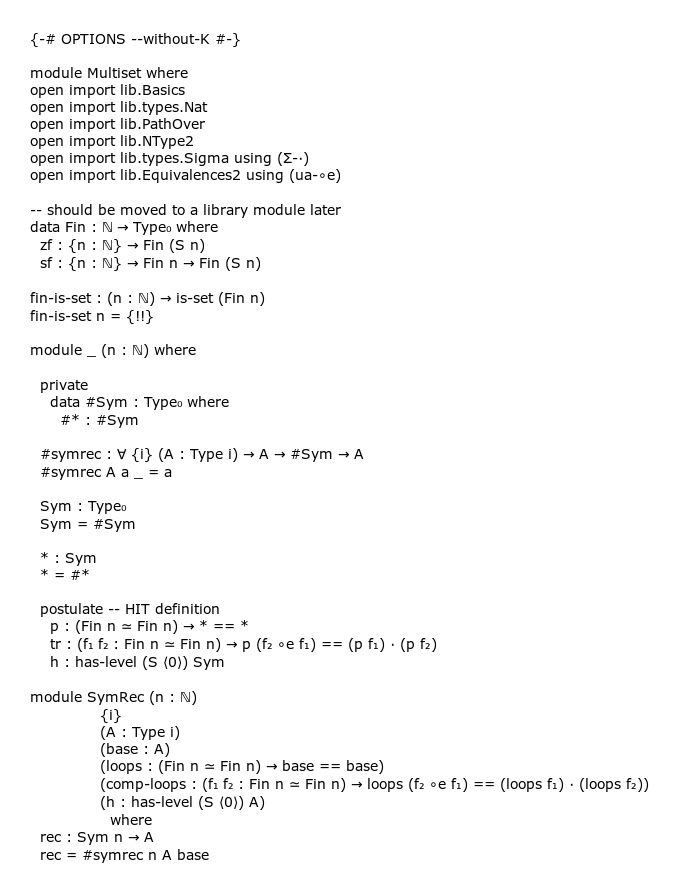 {-# OPTIONS --without-K #-}

module Multiset where
open import lib.Basics
open import lib.types.Nat
open import lib.PathOver
open import lib.NType2
open import lib.types.Sigma using (Σ-·)
open import lib.Equivalences2 using (ua-∘e)

-- should be moved to a library module later
data Fin : ℕ → Type₀ where
  zf : {n : ℕ} → Fin (S n)
  sf : {n : ℕ} → Fin n → Fin (S n)

fin-is-set : (n : ℕ) → is-set (Fin n)
fin-is-set n = {!!}

module _ (n : ℕ) where

  private
    data #Sym : Type₀ where
      #* : #Sym

  #symrec : ∀ {i} (A : Type i) → A → #Sym → A
  #symrec A a _ = a

  Sym : Type₀
  Sym = #Sym

  * : Sym
  * = #*

  postulate -- HIT definition
    p : (Fin n ≃ Fin n) → * == *
    tr : (f₁ f₂ : Fin n ≃ Fin n) → p (f₂ ∘e f₁) == (p f₁) · (p f₂)
    h : has-level (S ⟨0⟩) Sym

module SymRec (n : ℕ)
              {i}
              (A : Type i)
              (base : A)
              (loops : (Fin n ≃ Fin n) → base == base)
              (comp-loops : (f₁ f₂ : Fin n ≃ Fin n) → loops (f₂ ∘e f₁) == (loops f₁) · (loops f₂))
              (h : has-level (S ⟨0⟩) A)
                where
  rec : Sym n → A
  rec = #symrec n A base